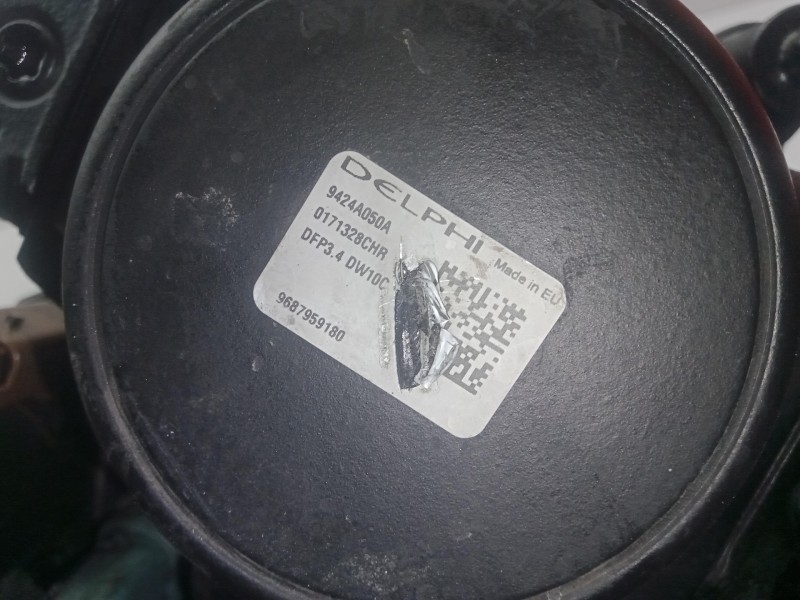 DELPHI
9424A050A
0171328CHR
DFP3.4 DW10C
Made in EU
9687959180